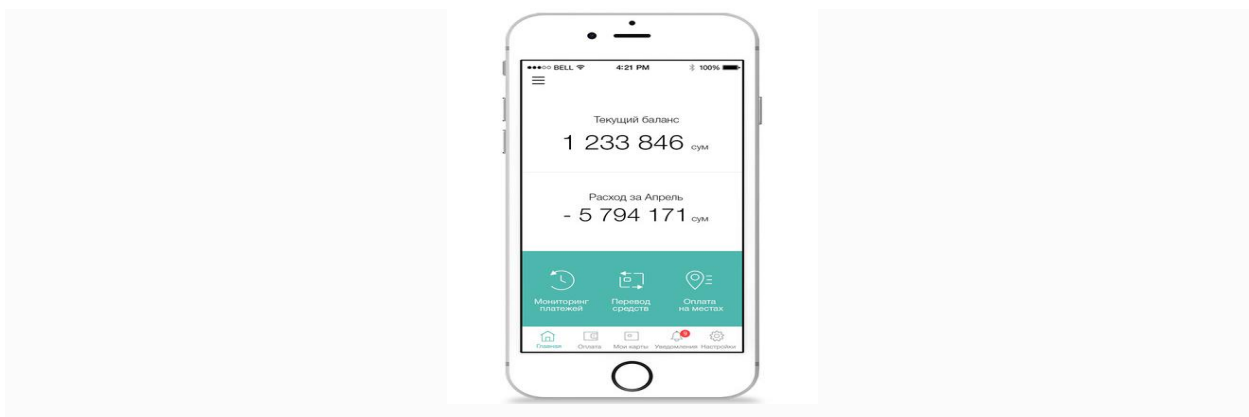 BELL 4:21 PM 100%
Текущий баланс
1 233 846 сум
Расход за Апрель
- 5 794 171 сум
Мониторинг платежей
Перевод средств
Оплата на местах
Главная Оплата Мои карты Уведомления Настройки